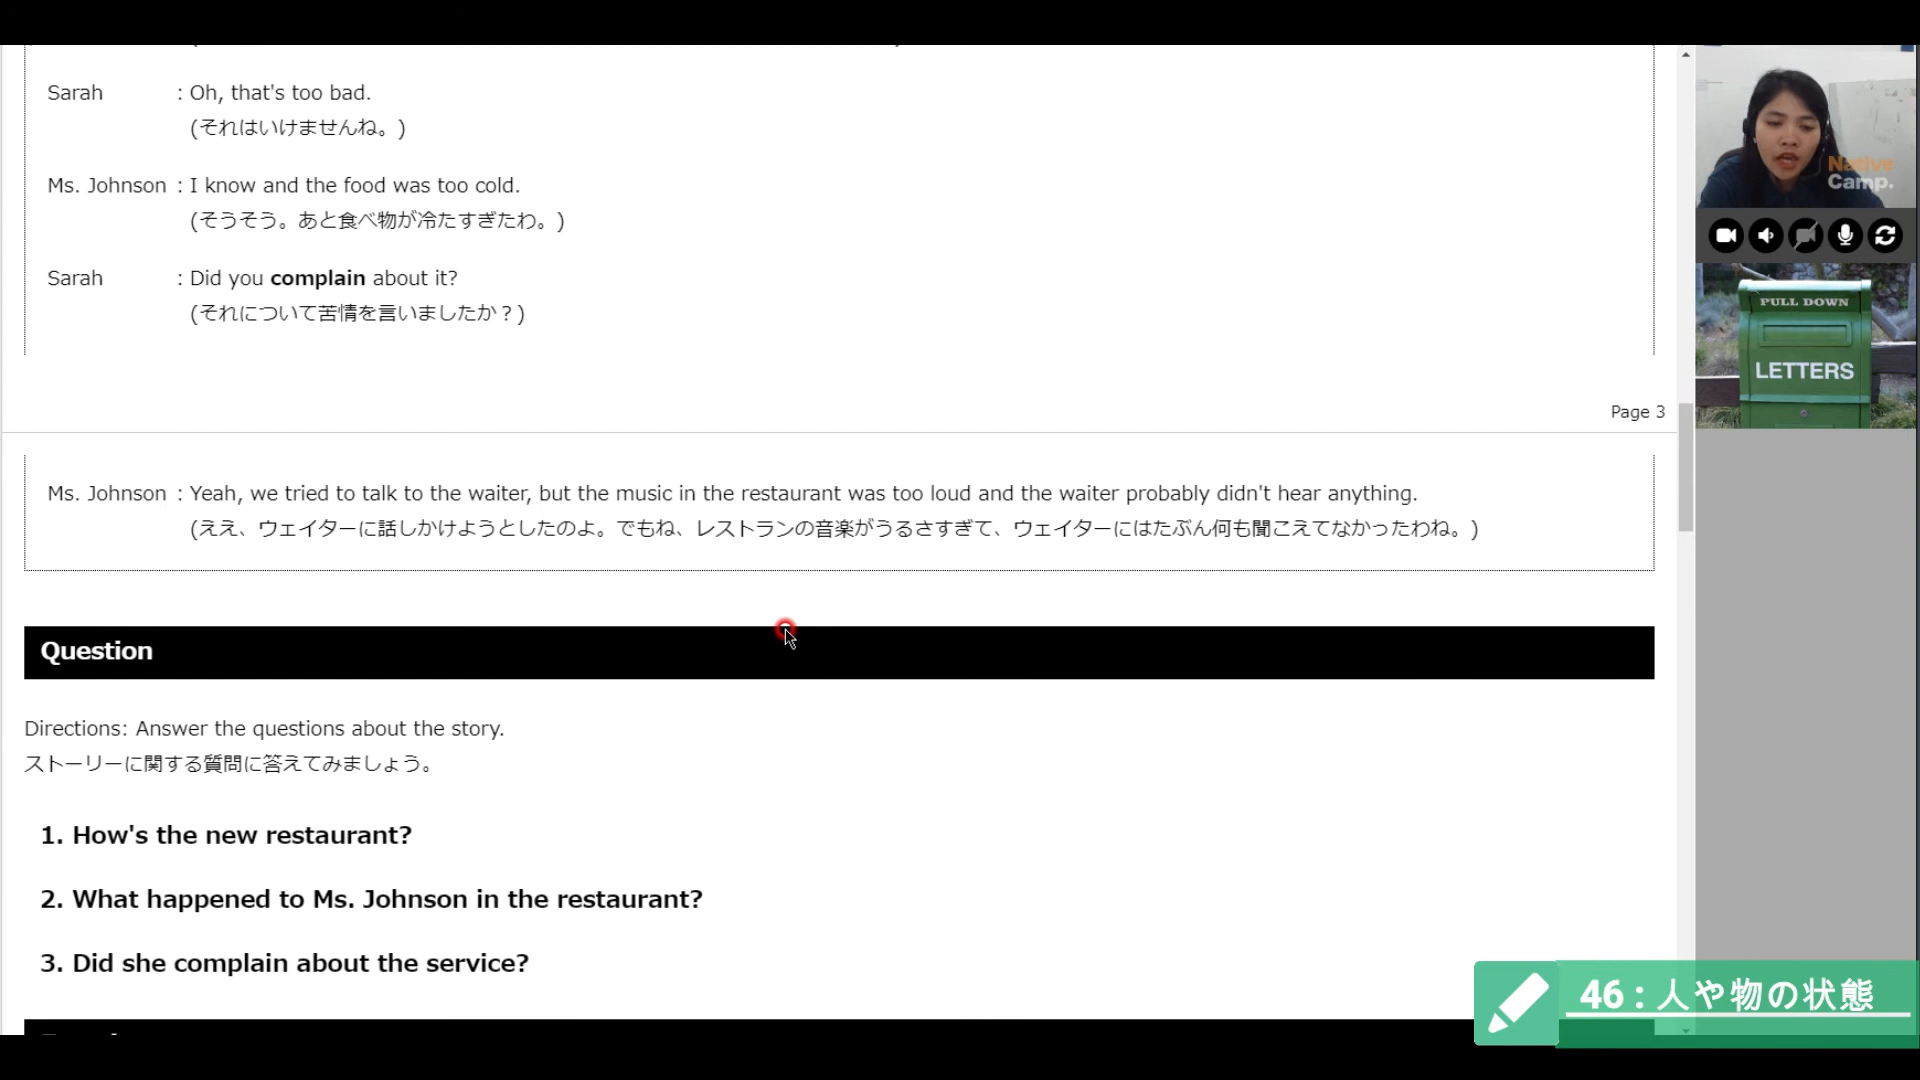 Sarah : Oh, that's too bad.
(それはいけませんね。)
Ms. Johnson : I know and the food was too cold.
(そうそう。あと食べ物が冷たすぎたわ。)
Sarah : Did you complain about it?
(それについて苦情を言いましたか？)
Page 3
Ms. Johnson : Yeah, we tried to talk to the waiter, but the music in the restaurant was too loud and the waiter probably didn't hear anything.
(ええ、ウェイターに話しかけようとしたのよ。でもね、レストランの音楽がうるさすぎて、ウェイターにはたぶん何も聞こえてなかったわね。)
Question
Directions: Answer the questions about the story.
ストーリーに関する質問に答えてみましょう。
1. How's the new restaurant?
2. What happened to Ms. Johnson in the restaurant?
3. Did she complain about the service?
Native
Camp.
PULL DOWN
LETTERS
46：人や物の状態